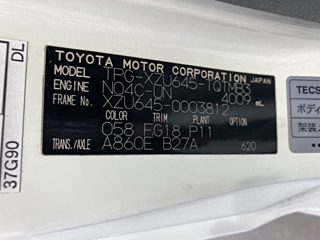 TOYOTA MOTOR CORPORATION JAPAN
MODEL TPG-XZU645-TQTMB3
ENGINE N04C-UN 4009 mL
FRAME No. XZU645-0003812
COLOR TRIM PLANT OPTION
058 FG18 P11
TRANS./AXLE A860E B27A 620
DL
37G90
TECS
ボディ
架装